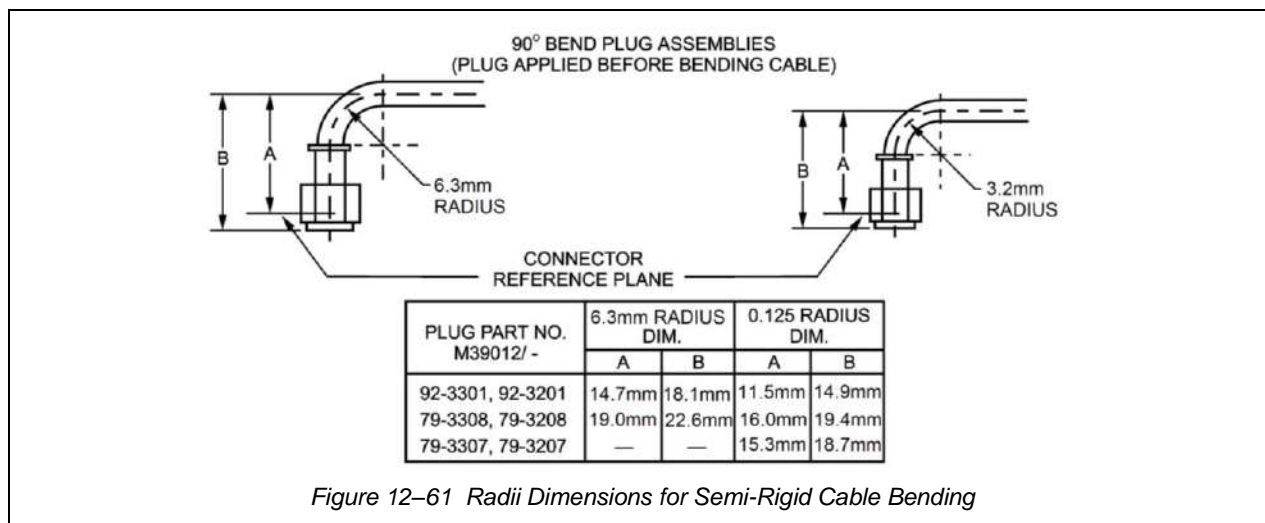 90° BEND PLUG ASSEMBLIES
(PLUG APPLIED BEFORE BENDING CABLE)
B
A
6.3mm
RADIUS
B
A
3.2mm
RADIUS
CONNECTOR
REFERENCE PLANE
PLUG PART NO.
M39012/ -
6.3mm RADIUS
DIM.
0.125 RADIUS
DIM.
A B A B
92-3301, 92-3201 14.7mm 18.1mm 11.5mm 14.9mm
79-3308, 79-3208 19.0mm 22.6mm 16.0mm 19.4mm
79-3307, 79-3207 — — 15.3mm 18.7mm
Figure 12–61 Radii Dimensions for Semi-Rigid Cable Bending